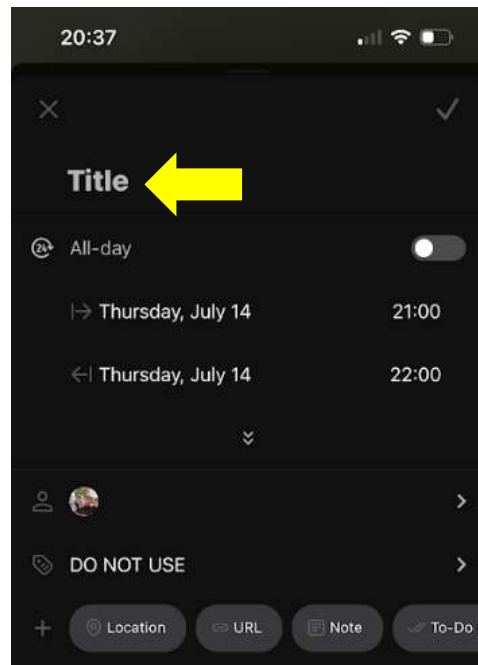 20:37
Title
24
All-day
Thursday, July 14 21:00
Thursday, July 14 22:00
DO NOT USE
Location URL Note To-Do